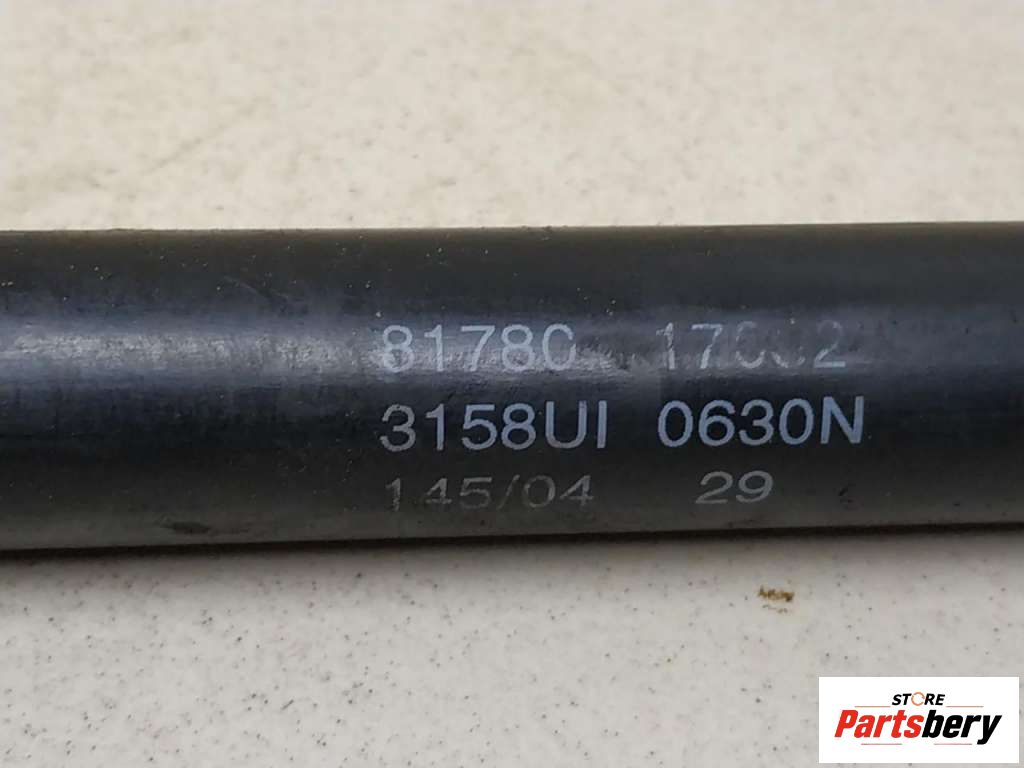 81780
3158UI 0630N
145/04 29
STORE
Partsbery